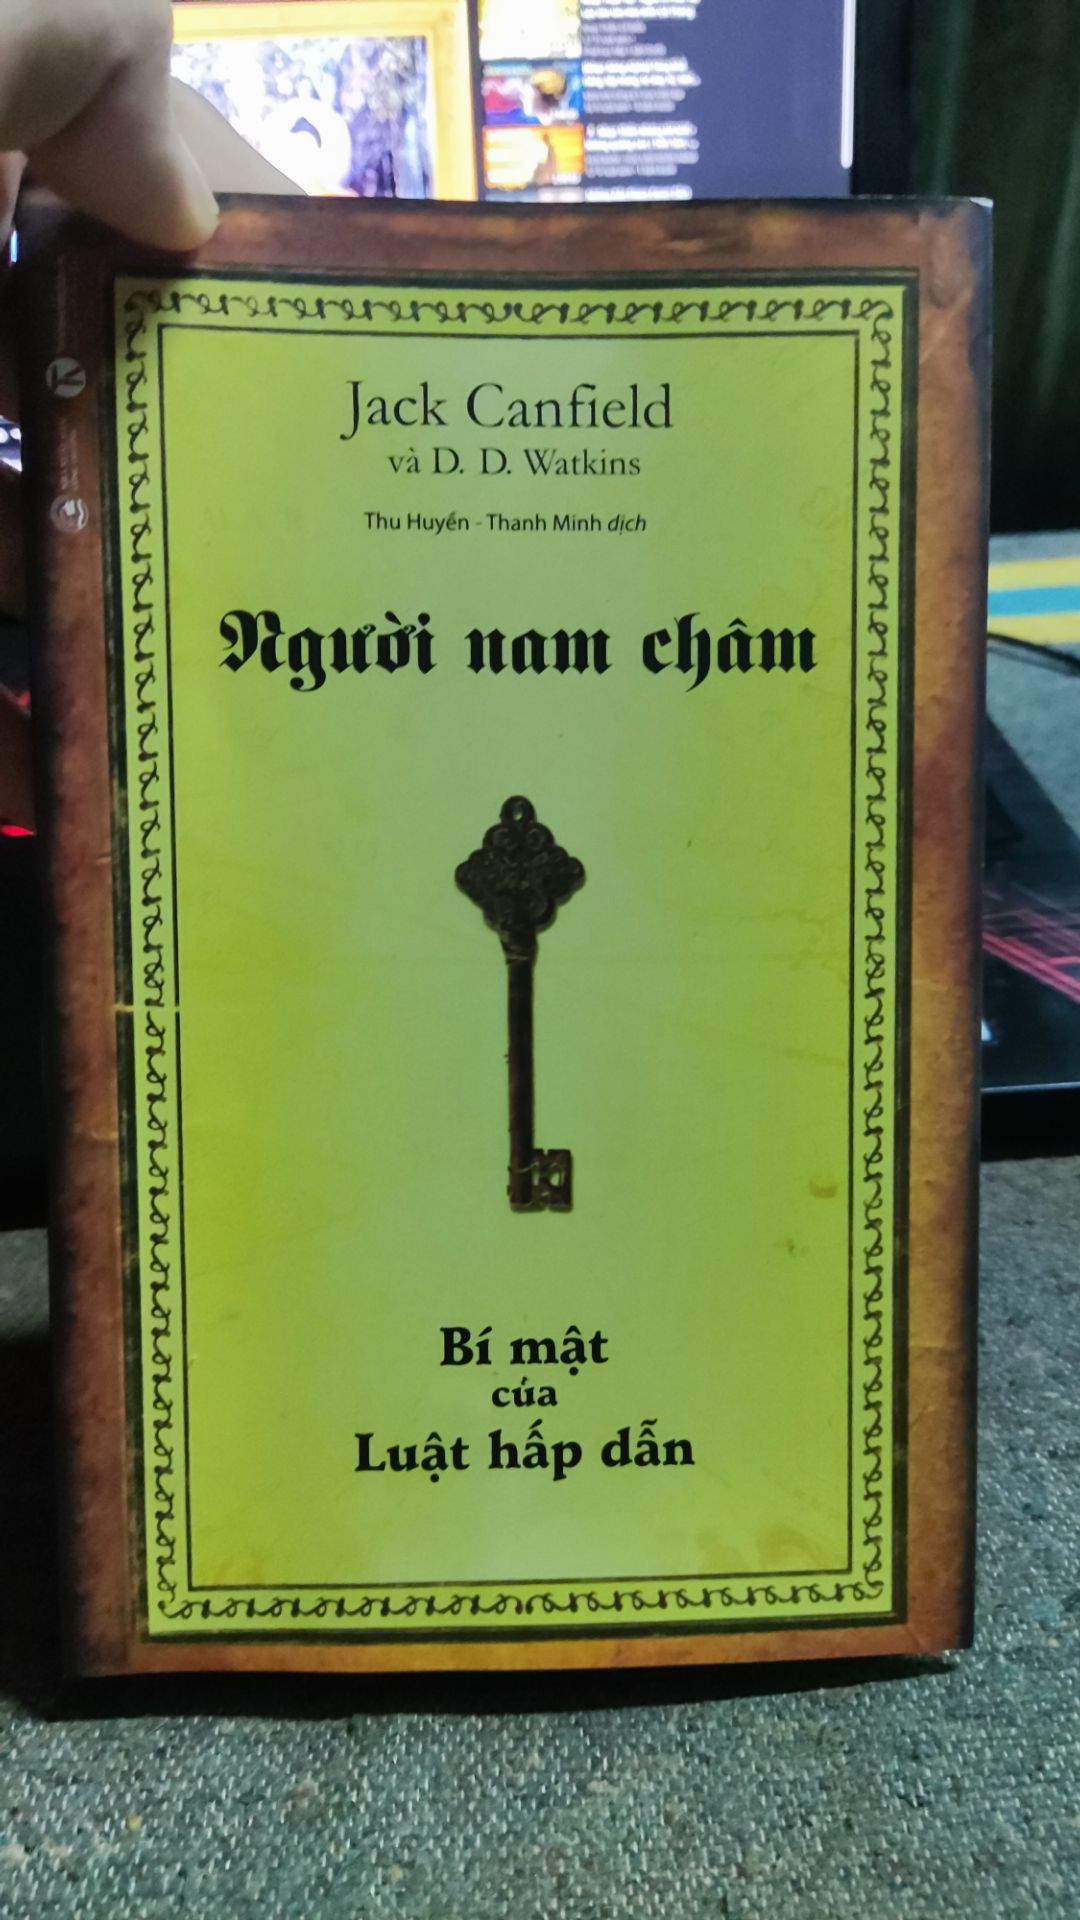 Jack Canfield
và D. D. Watkins
Thu Huyền - Thanh Minh dịch
Người nam châm
Bí mật
của
Luật hấp dẫn